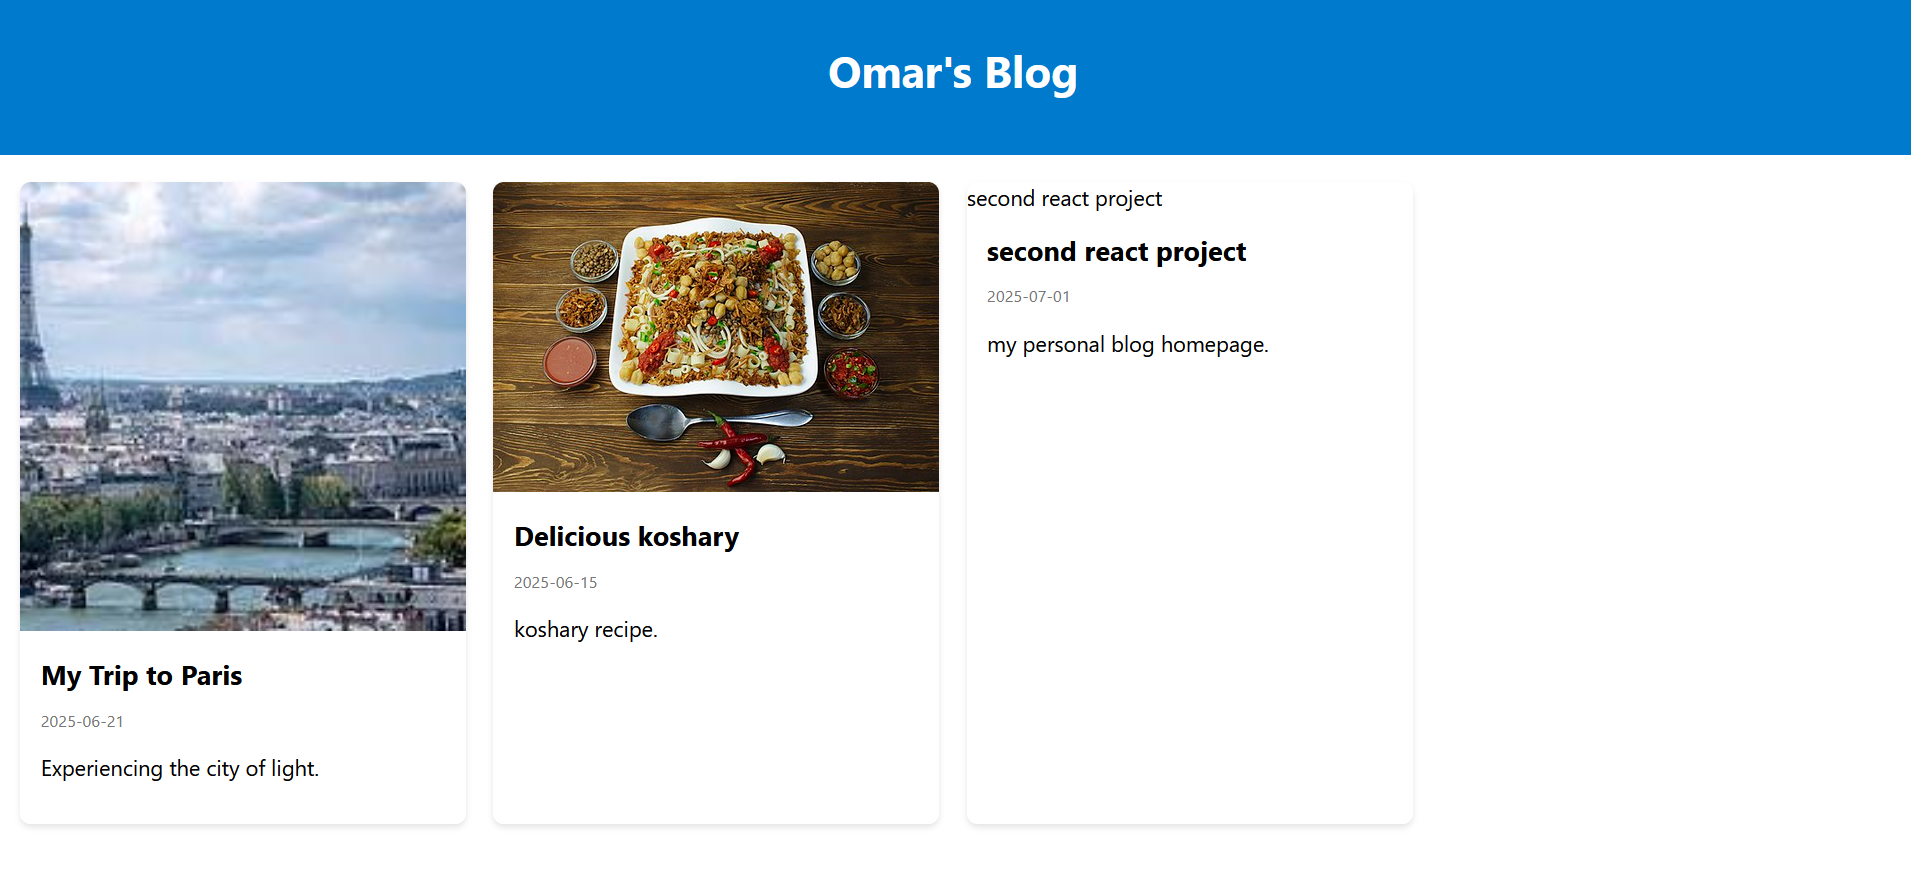 Omar's Blog
My Trip to Paris
2025-06-21
Experiencing the city of light.
Delicious koshary
2025-06-15
koshary recipe.
second react project
second react project
2025-07-01
my personal blog homepage.